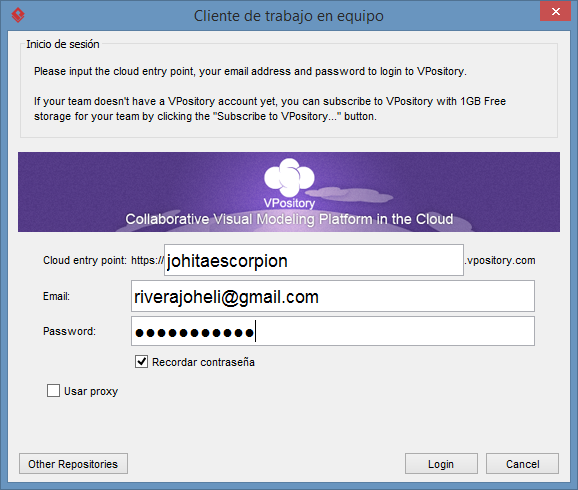 Cliente de trabajo en equipo
Inicio de sesión
Please input the cloud entry point, your email address and password to login to VPository.
If your team doesn't have a VPository account yet, you can subscribe to VPository with 1GB Free
storage for your team by clicking the "Subscribe to VPository..." button.
VPository
Collaborative Visual Modeling Platform in the Cloud
Cloud entry point: https:// johitaescorpion .vpository.com
Email: riverajoheli@gmail.com
Password: ●●●●●●●●●●●
Recordar contraseña
Usar proxy
Other Repositories Login Cancel